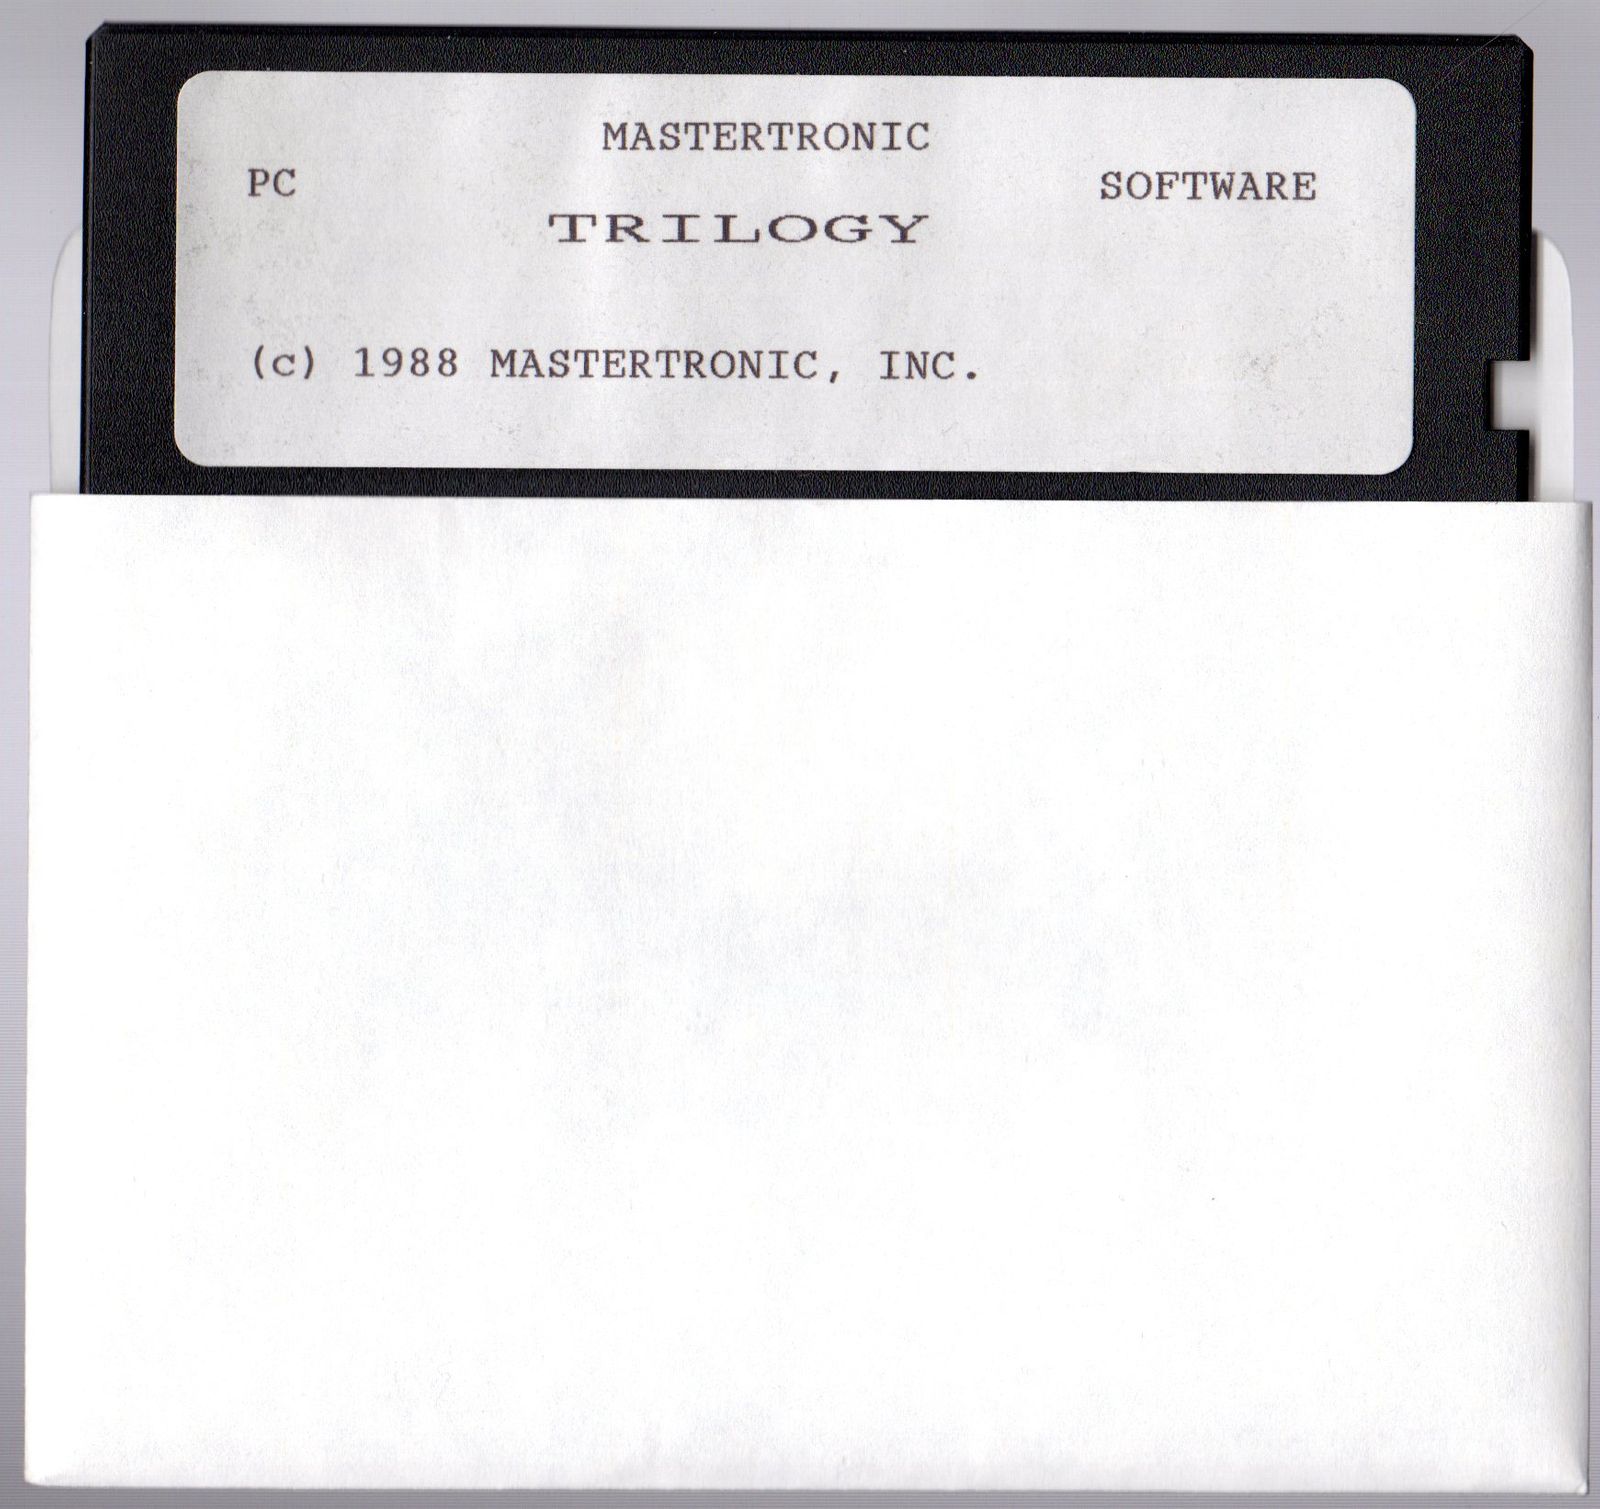 MASTERTRONIC
PC SOFTWARE
TRILOGY
(c) 1988 MASTERTRONIC, INC.